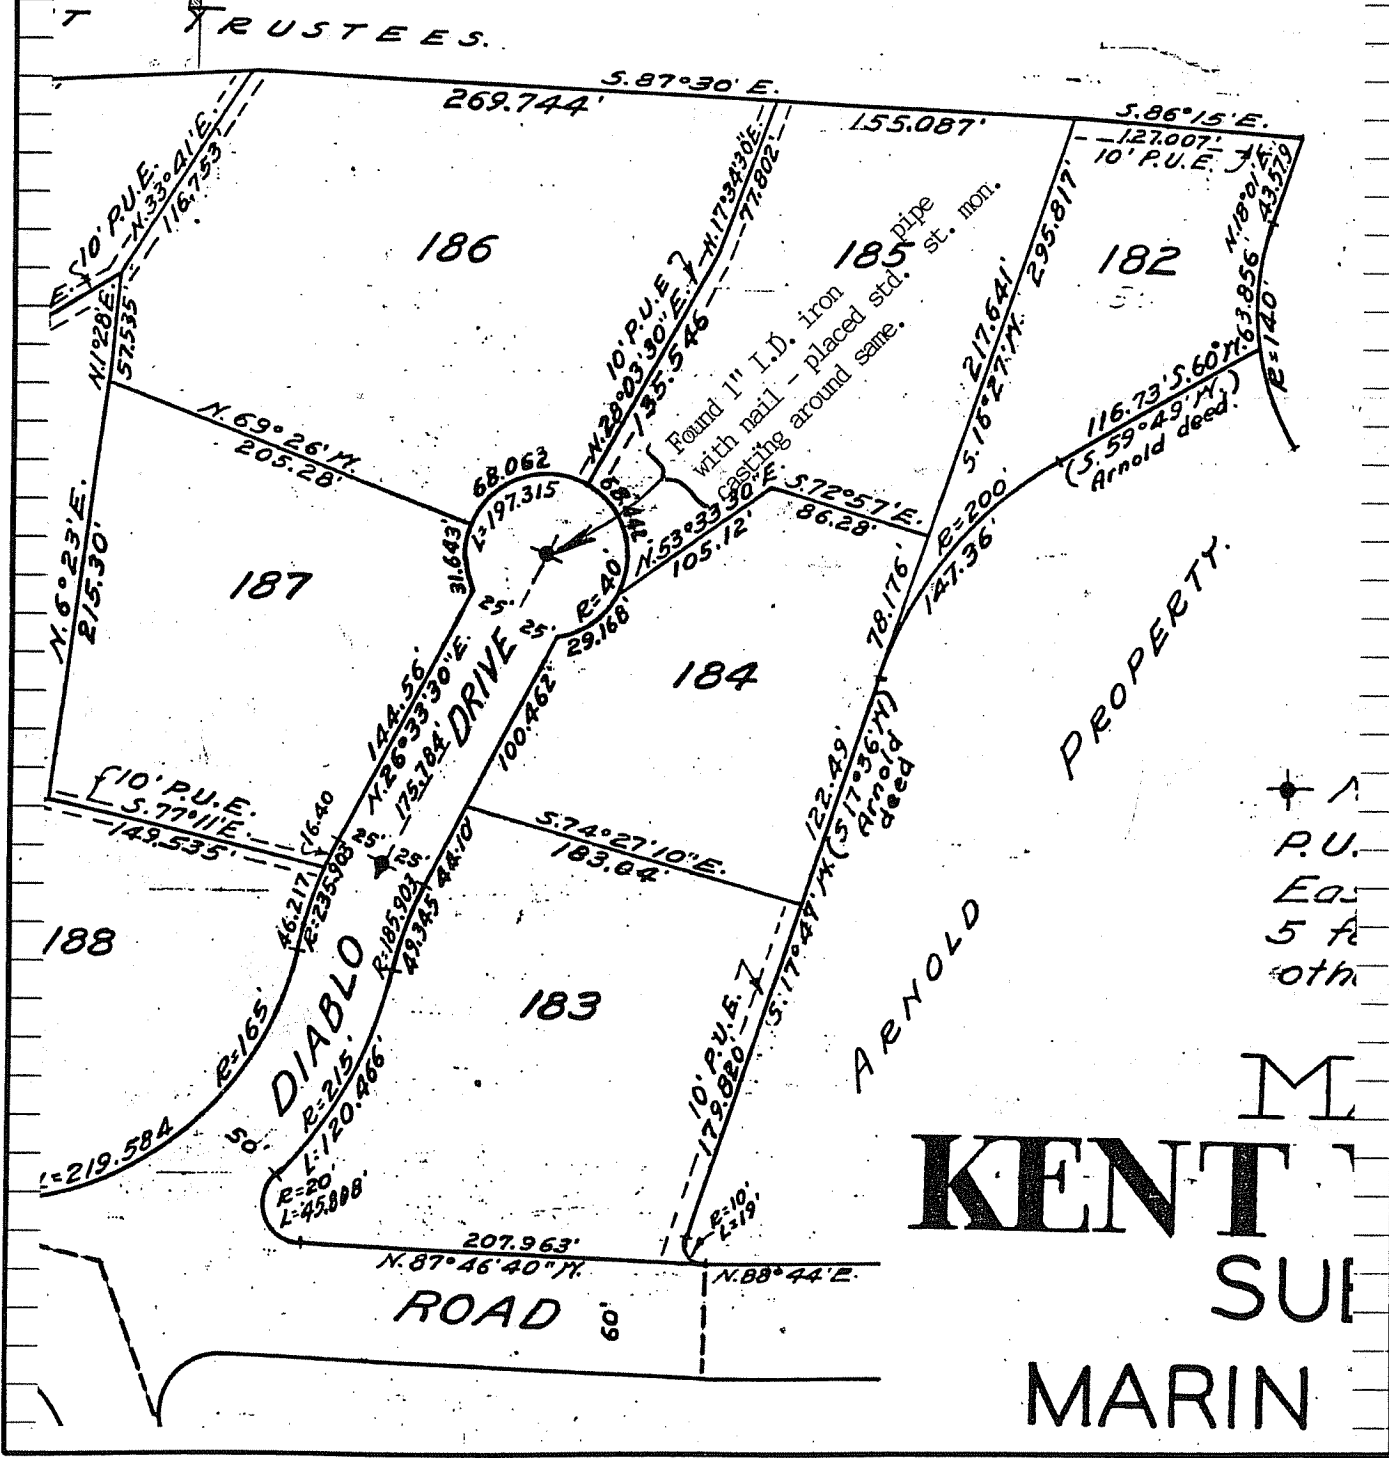 'T TRUSTEES.
S.87°30' E.
269.744'
155.087'
S.86°15'E.
127.007'
10' P.U.E.
N.18°01'E.
43.579
10' P.U.E.
N.33°41'E.
116.753
186
185
182
N.17°34'30"E.
77.802'
295.817'
217.641'
S.16°27'W.
63.856'
R=140'
E.
N.1°28'E.
57.535'
10' P.U.E.
N.28°03'30"E.
135.546
Found 1" I.D. iron pipe
with nail - placed std. st. mon.
casting around same.
116.73' S.60°W.
(S.59°49'W.)
Arnold deed.
N.69°26'W.
205.28'
68.062
L=197.315
68.442'
N.53°33'30"E.
105.12'
S.72°57'E.
86.28'
R=200'
147.36'
78.176'
N.6°23'E.
215.30'
187
31.643'
R=40'
29.168'
25'
25'
184
PROPERTY.
144.56'
N.26°33'30"E.
175.784'
DRIVE
100.462'
122.49'
(S17°36'W)
Arnold
deed
10' P.U.E.
S.77°11'E.
149.535'
16.40
25'
25'
44.10'
S.74°27'10"E.
183.04'
P.U.
Eas
5 f
oth
188
46.217
R=235.903
R=185.903
49.345'
183
10' P.U.E.
179.820'
S.17°49'W.
ARNOLD
R=165'
DIABLO
R=215'
L=120.466'
L=219.584
50'
R=20'
L=45.808'
R=10'
L=19'
207.963'
N.87°46'40"W.
N.88°44'E.
ROAD
60'
M
KENT
SUB
MARIN